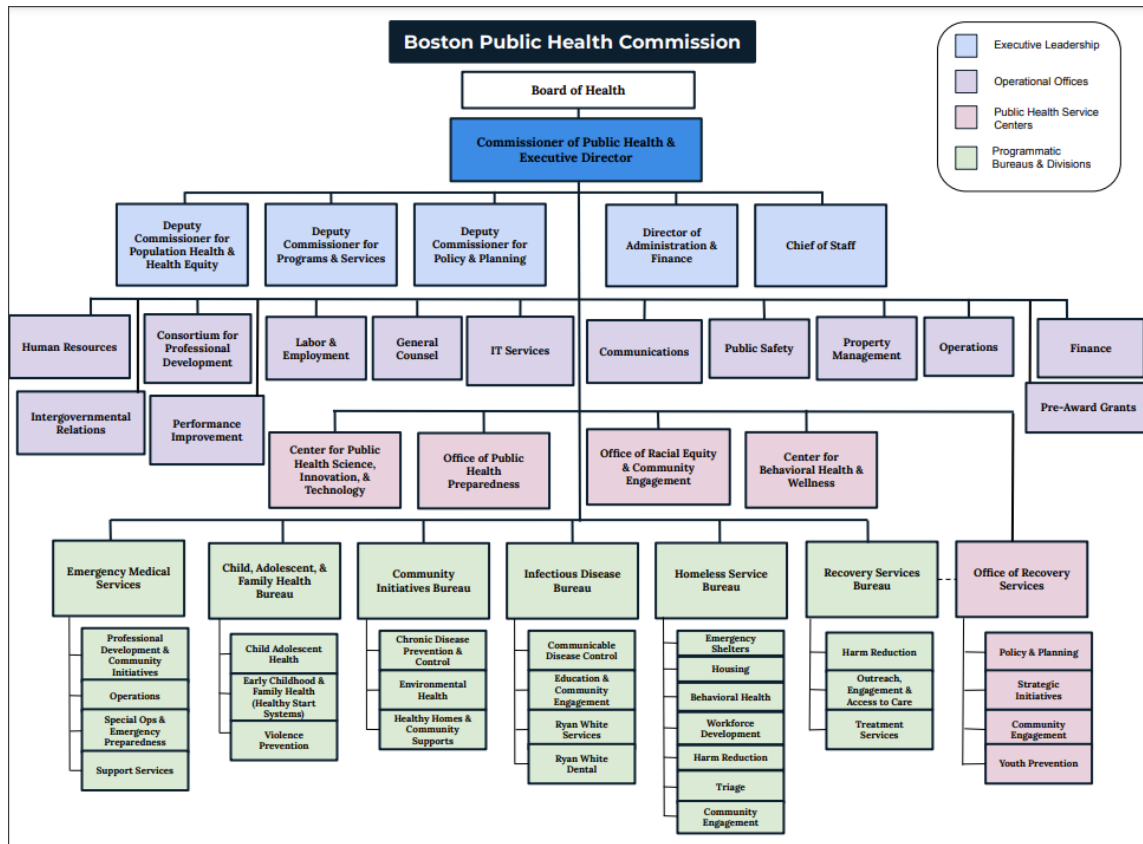 Boston Public Health Commission
Executive Leadership
Operational Offices
Public Health Service
Centers
Programmatic
Bureaus & Divisions
Board of Health
Commissioner of Public Health &
Executive Director
Deputy
Commissioner for
Population Health &
Health Equity
Deputy
Commissioner for
Programs & Services
Deputy
Commissioner for
Policy & Planning
Director of
Administration &
Finance
Chief of Staff
Human Resources
Consortium for
Professional
Development
Labor &
Employment
General
Counsel
IT Services
Communications
Public Safety
Property
Management
Operations
Finance
Intergovernmental
Relations
Performance
Improvement
Pre-Award Grants
Center for Public
Health Science,
Innovation, &
Technology
Office of Public
Health
Preparedness
Office of Racial Equity
& Community
Engagement
Center for
Behavioral Health &
Wellness
Emergency Medical
Services
Child, Adolescent, &
Family Health
Bureau
Community
Initiatives Bureau
Infectious Disease
Bureau
Homeless Service
Bureau
Recovery Services
Bureau
Office of Recovery
Services
Professional
Development &
Community
Initiatives
Operations
Special Ops &
Emergency
Preparedness
Support Services
Child Adolescent
Health
Early Childhood &
Family Health
(Healthy Start
Systems)
Violence
Prevention
Chronic Disease
Prevention &
Control
Environmental
Health
Healthy Homes &
Community
Supports
Communicable
Disease Control
Education &
Community
Engagement
Ryan White
Services
Ryan White
Dental
Emergency
Shelters
Housing
Behavioral Health
Workforce
Development
Harm Reduction
Triage
Community
Engagement
Harm Reduction
Outreach,
Engagement &
Access to Care
Treatment
Services
Policy & Planning
Strategic
Initiatives
Community
Engagement
Youth Prevention